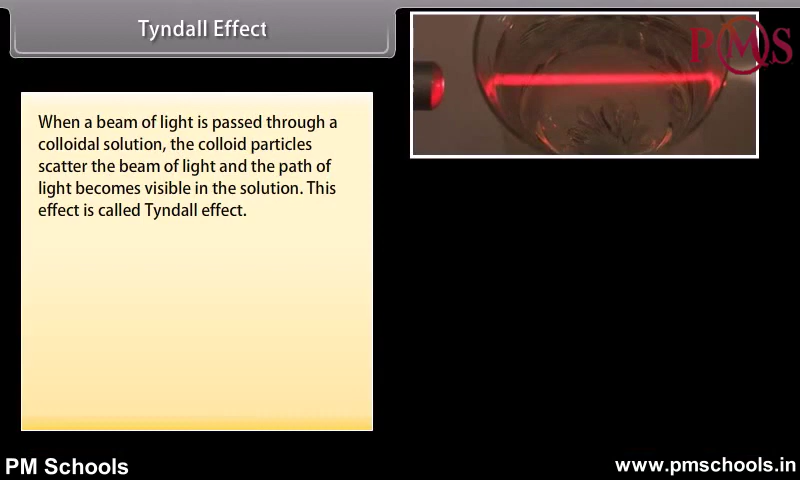 Tyndall Effect
PMS
When a beam of light is passed through a
colloidal solution, the colloid particles
scatter the beam of light and the path of
light becomes visible in the solution. This
effect is called Tyndall effect.
PM Schools
www.pmschools.in